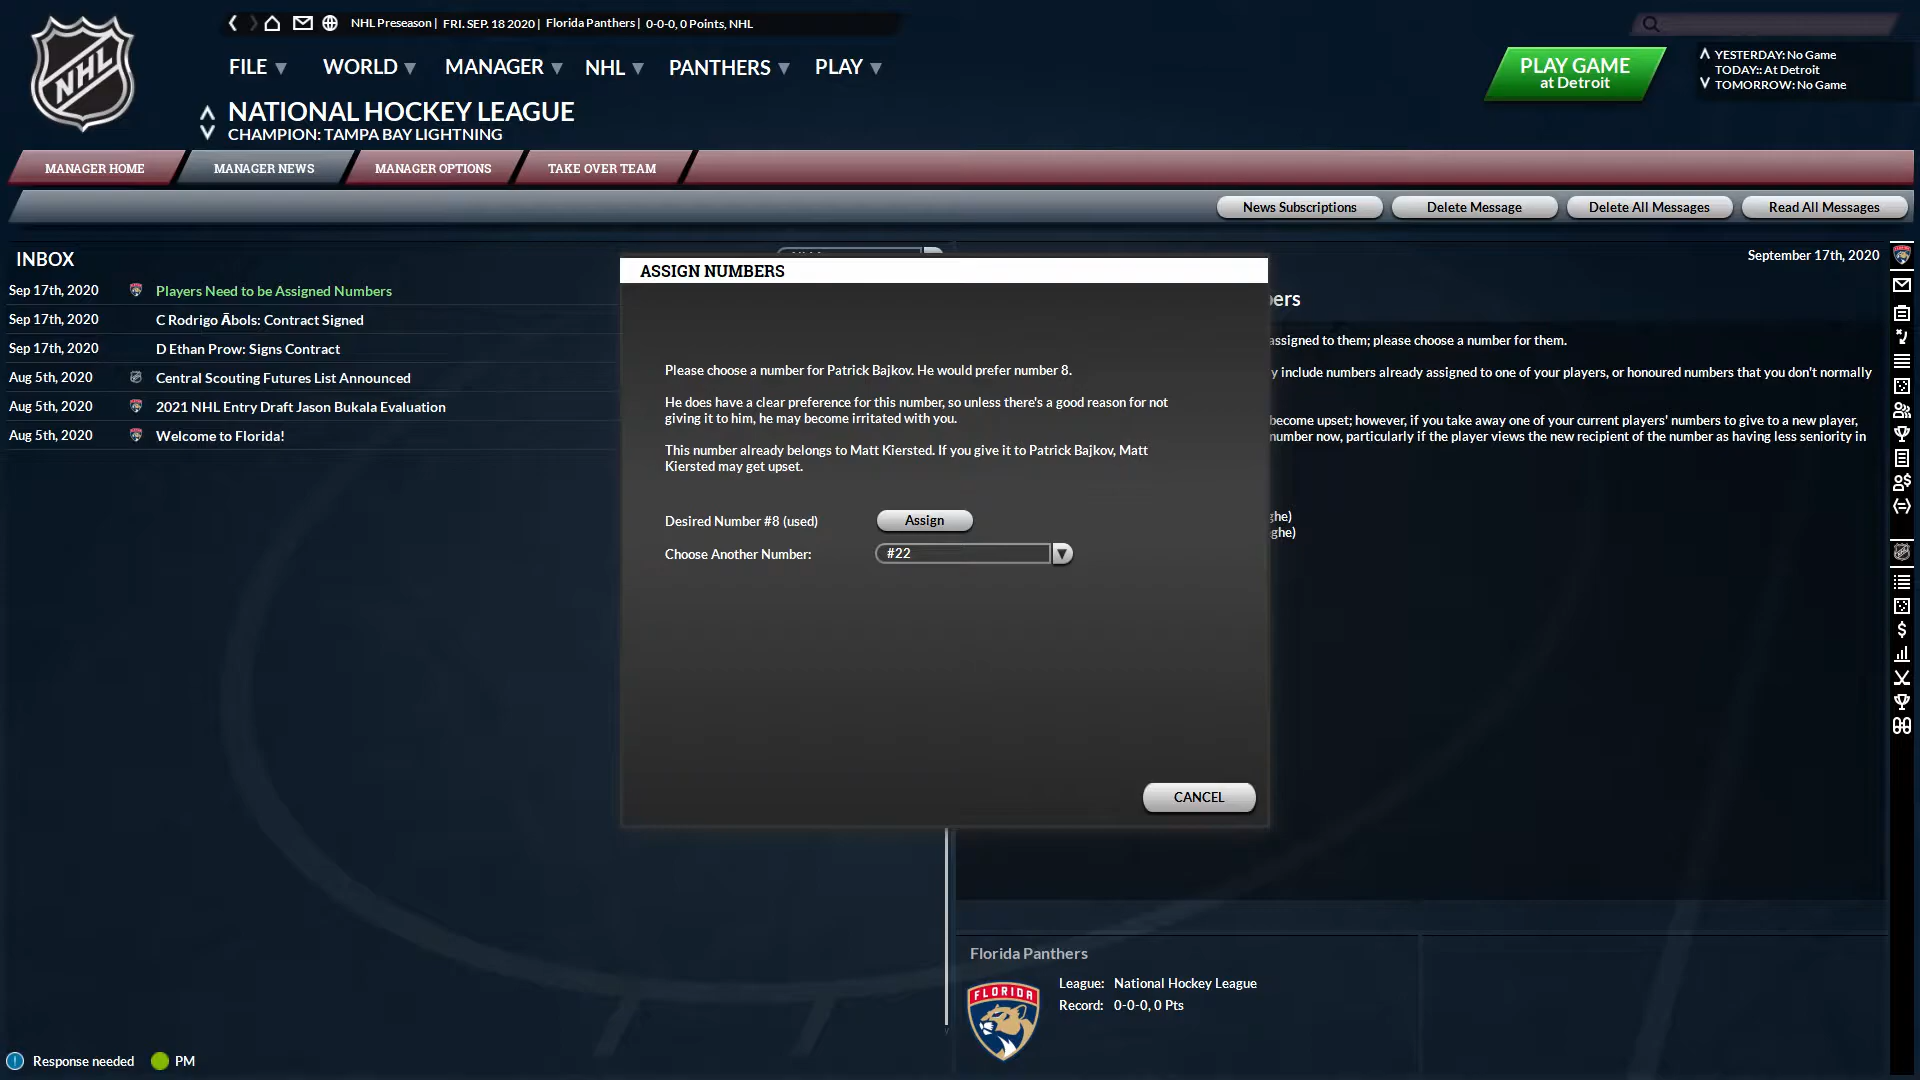 NHL Preseason | FRI. SEP. 18 2020 | Florida Panthers | 0-0-0, 0 Points, NHL
FILE WORLD MANAGER NHL PANTHERS PLAY
NHL
NATIONAL HOCKEY LEAGUE
CHAMPION: TAMPA BAY LIGHTNING
PLAY GAME
at Detroit
YESTERDAY: No Game
TODAY:: At Detroit
TOMORROW: No Game
MANAGER HOME MANAGER NEWS MANAGER OPTIONS TAKE OVER TEAM
News Subscriptions Delete Message Delete All Messages Read All Messages
INBOX
Sep 17th, 2020 Players Need to be Assigned Numbers
Sep 17th, 2020 C Rodrigo Ābols: Contract Signed
Sep 17th, 2020 D Ethan Prow: Signs Contract
Aug 5th, 2020 Central Scouting Futures List Announced
Aug 5th, 2020 2021 NHL Entry Draft Jason Bukala Evaluation
Aug 5th, 2020 Welcome to Florida!
ASSIGN NUMBERS
Please choose a number for Patrick Bajkov. He would prefer number 8.
He does have a clear preference for this number, so unless there's a good reason for not
giving it to him, he may become irritated with you.
This number already belongs to Matt Kiersted. If you give it to Patrick Bajkov, Matt
Kiersted may get upset.
Desired Number #8 (used) Assign
Choose Another Number: #22
CANCEL
September 17th, 2020
bers
assigned to them; please choose a number for them.
y include numbers already assigned to one of your players, or honoured numbers that you don't normally
become upset; however, if you take away one of your current players' numbers to give to a new player,
number now, particularly if the player views the new recipient of the number as having less seniority in
ghe)
ghe)
Florida Panthers
FLORIDA
League: National Hockey League
Record: 0-0-0, 0 Pts
Response needed PM